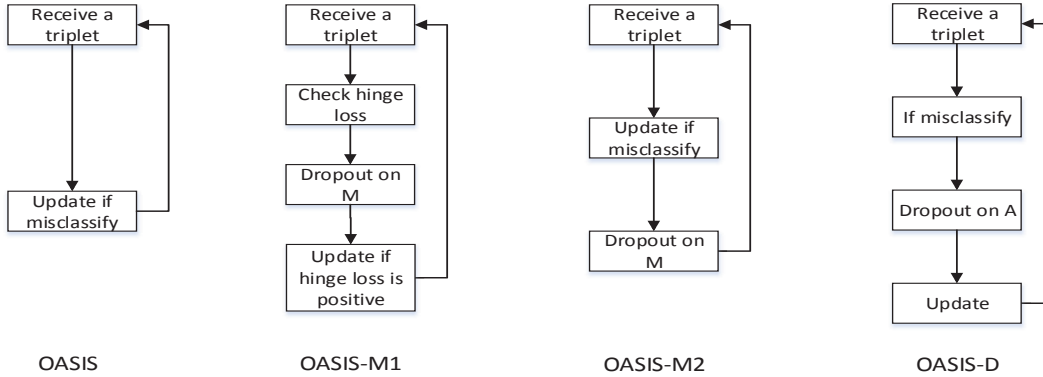 Receive a
triplet
Update if
misclassify
OASIS
Receive a
triplet
Check hinge
loss
Dropout on
M
Update if
hinge loss is
positive
OASIS-M1
Receive a
triplet
Update if
misclassify
Dropout on
M
OASIS-M2
Receive a
triplet
If misclassify
Dropout on A
Update
OASIS-D